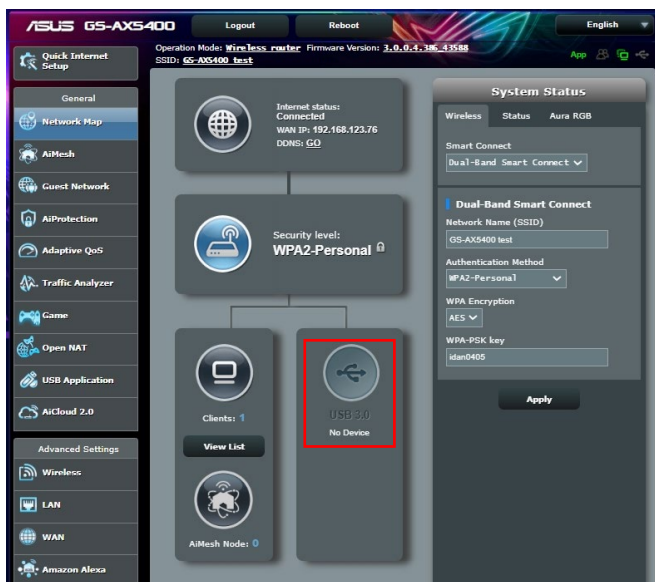 ASUS GS-AX5400
Logout
Reboot
English
Operation Mode: Wireless router Firmware Version: 3.0.0.4.386_43588
SSID: GS-AX5400 test
App
Quick Internet
Setup
General
Network Map
AiMesh
Guest Network
AiProtection
Adaptive QoS
Traffic Analyzer
Game
Open NAT
USB Application
AiCloud 2.0
Advanced Settings
Wireless
LAN
WAN
Amazon Alexa
Internet status:
Connected
WAN IP: 192.168.123.76
DDNS: GO
Security level:
WPA2-Personal
Clients: 1
View List
AiMesh Node: 0
USB 3.0
No Device
System Status
Wireless
Status
Aura RGB
Smart Connect
Dual-Band Smart Connect
Dual-Band Smart Connect
Network Name (SSID)
GS-AX5400 test
Authentication Method
WPA2-Personal
WPA Encryption
AES
WPA-PSK key
idan0405
Apply